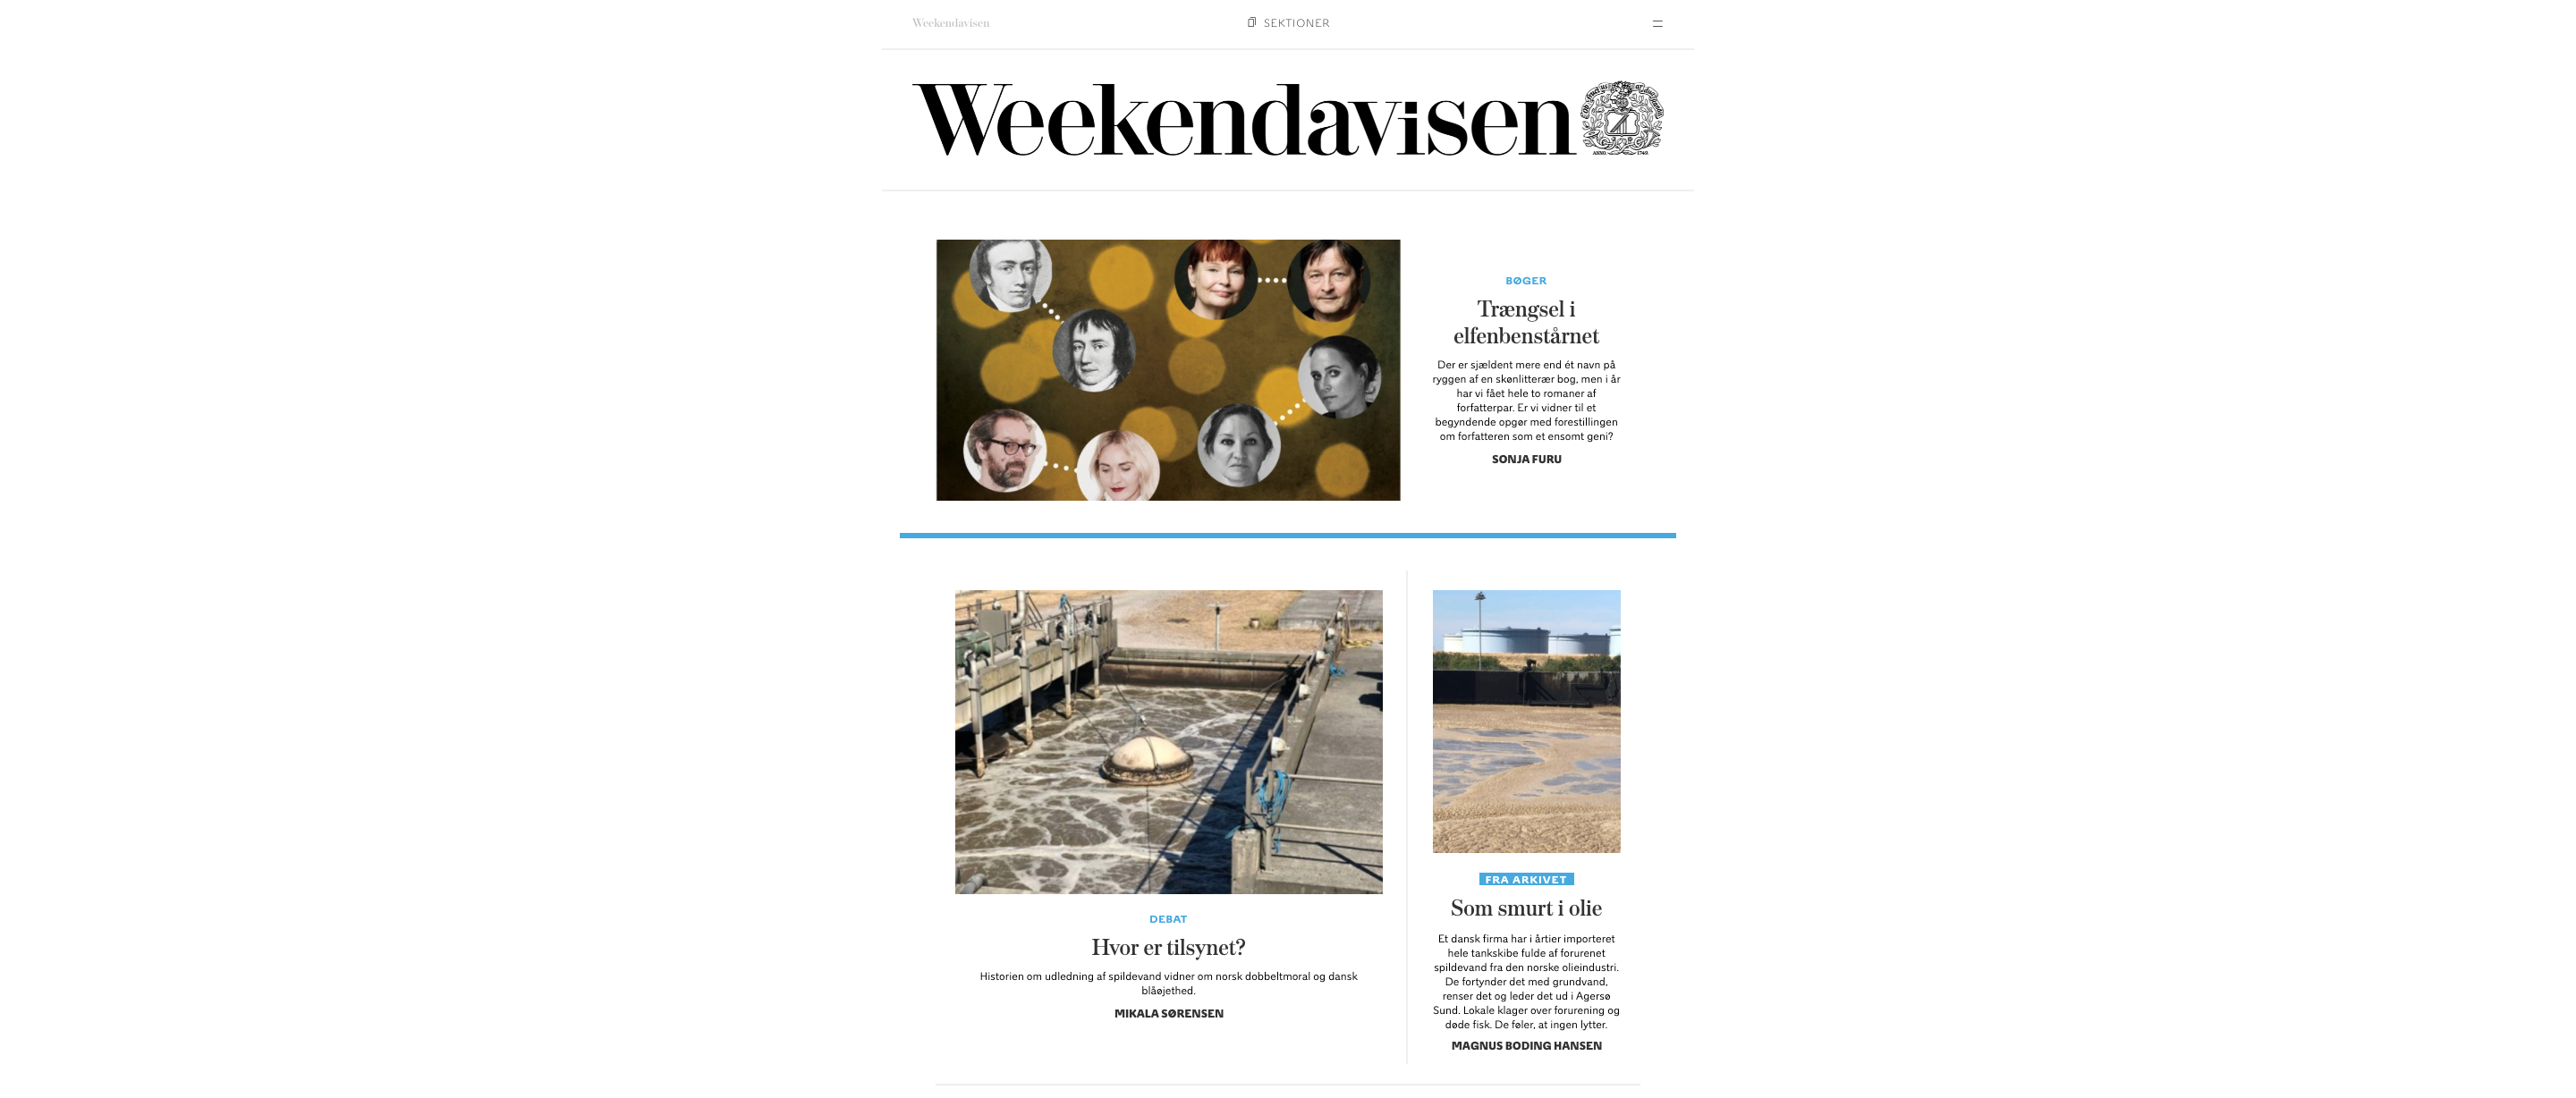 Weekendavisen
SEKTIONER
Weekendavisen
ANNO 1749.
BØGER
Trængsel i
elfenbenstårnet
Der er sjældent mere end ét navn på
ryggen af en skønlitterær bog, men i år
har vi fået hele to romaner af
forfatterpar. Er vi vidner til et
begyndende opgør med forestillingen
om forfatteren som et ensomt geni?
SONJA FURU
DEBAT
Hvor er tilsynet?
Historien om udledning af spildevand vidner om norsk dobbeltmoral og dansk
blåøjethed.
MIKALA SØRENSEN
FRA ARKIVET
Som smurt i olie
Et dansk firma har i årtier importeret
hele tankskibe fulde af forurenet
spildevand fra den norske olieindustri.
De fortynder det med grundvand,
renser det og leder det ud i Agersø
Sund. Lokale klager over forurening og
døde fisk. De føler, at ingen lytter.
MAGNUS BODING HANSEN